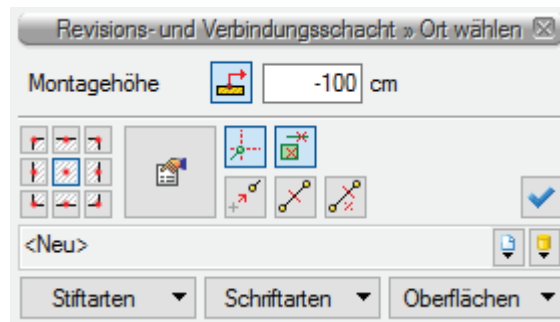 Revisions- und Verbindungsschacht » Ort wählen
Montagehöhe -100 cm
<Neu>
Stiftarten Schriftarten Oberflächen